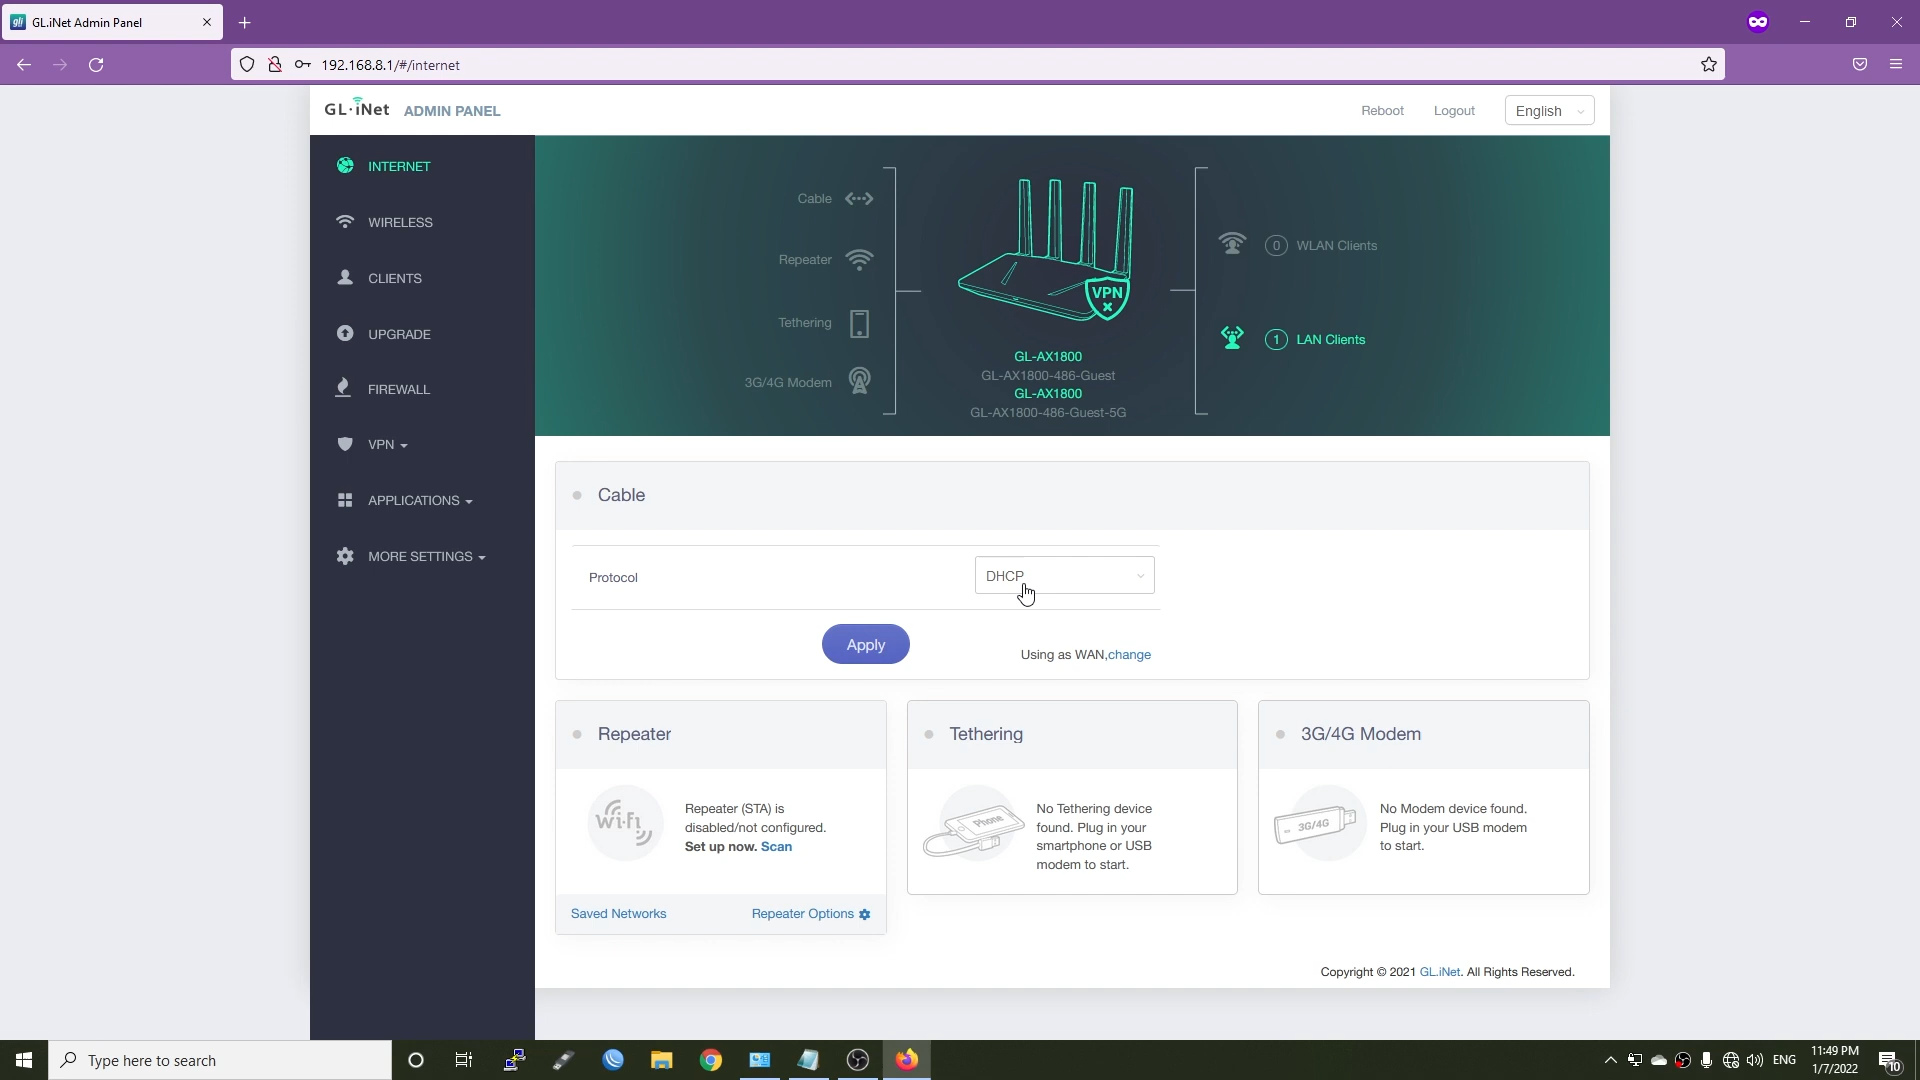 GL.iNet Admin Panel
192.168.8.1/#/internet
GL·iNet ADMIN PANEL
Reboot
Logout
English
INTERNET
WIRELESS
CLIENTS
UPGRADE
FIREWALL
VPN
APPLICATIONS
MORE SETTINGS
Cable
Repeater
Tethering
3G/4G Modem
VPN
GL-AX1800
GL-AX1800-486-Guest
GL-AX1800
GL-AX1800-486-Guest-5G
0 WLAN Clients
1 LAN Clients
Cable
Protocol
DHCP
Apply
Using as WAN,change
Repeater
Wi-fi
Repeater (STA) is
disabled/not configured.
Set up now. Scan
Saved Networks
Repeater Options
Tethering
Phone
No Tethering device
found. Plug in your
smartphone or USB
modem to start.
3G/4G Modem
3G/4G
No Modem device found.
Plug in your USB modem
to start.
Copyright © 2021 GL.iNet. All Rights Reserved.
Type here to search
ENG
11:49 PM
1/7/2022
10